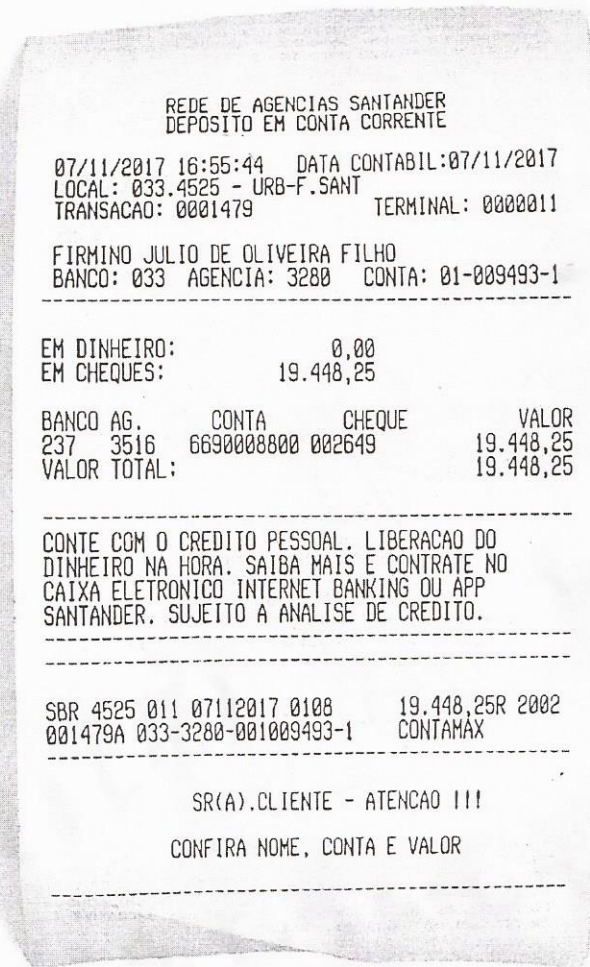 REDE DE AGENCIAS SANTANDER
DEPOSITO EM CONTA CORRENTE
07/11/2017 16:55:44 DATA CONTABIL:07/11/2017
LOCAL: 033.4525 - URB-F.SANT
TRANSACAO: 0001479 TERMINAL: 0000011
FIRMINO JULIO DE OLIVEIRA FILHO
BANCO: 033 AGENCIA: 3280 CONTA: 01-009493-1
EM DINHEIRO: 0,00
EM CHEQUES: 19.448,25
BANCO AG. CONTA CHEQUE VALOR
237 3516 6690008800 002649 19.448,25
VALOR TOTAL: 19.448,25
CONTE COM O CREDITO PESSOAL. LIBERACAO DO
DINHEIRO NA HORA. SAIBA MAIS E CONTRATE NO
CAIXA ELETRONICO INTERNET BANKING OU APP
SANTANDER. SUJEITO A ANALISE DE CREDITO.
SBR 4525 011 07112017 0108 19.448,25R 2002
001479A 033-3280-001009493-1 CONTAMAX
SR(A).CLIENTE - ATENCAO !!!
CONFIRA NOME, CONTA E VALOR